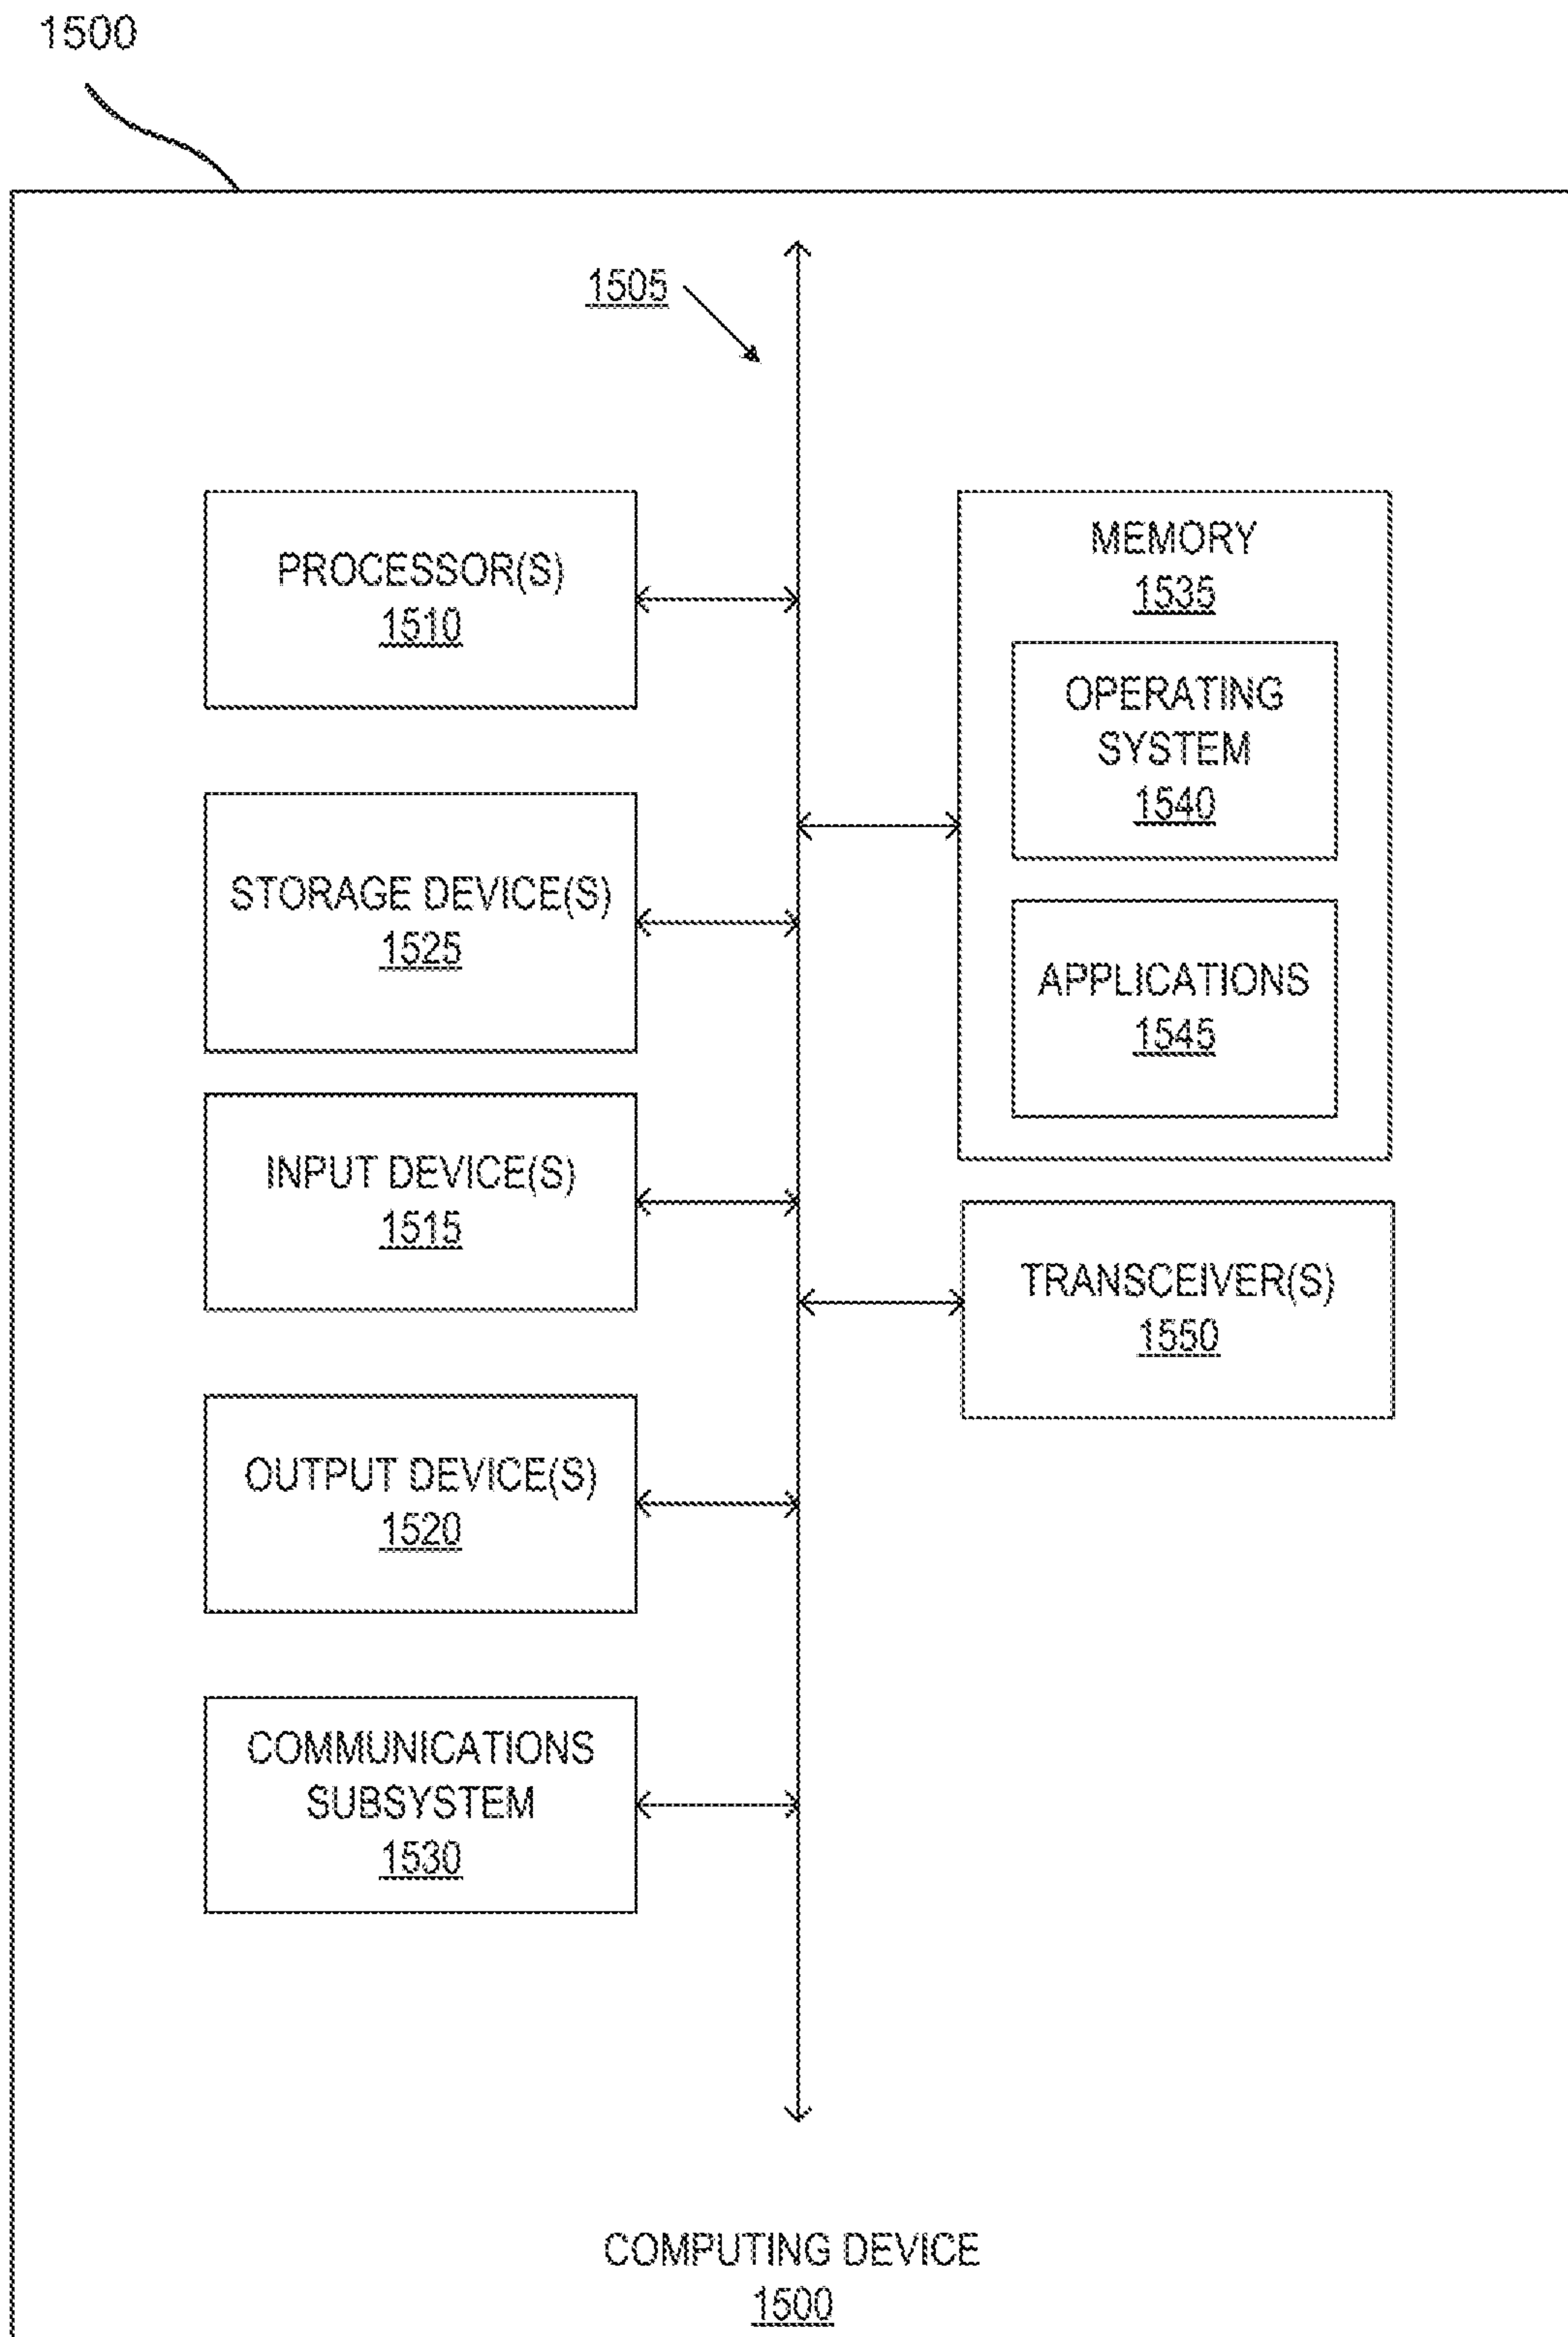 1500
1505
PROCESSOR(S)
1510
STORAGE DEVICE(S)
1525
INPUT DEVICE(S)
1515
OUTPUT DEVICE(S)
1520
COMMUNICATIONS
SUBSYSTEM
1530
MEMORY
1535
OPERATING
SYSTEM
1540
APPLICATIONS
1545
TRANSCEIVER(S)
1550
COMPUTING DEVICE
1500